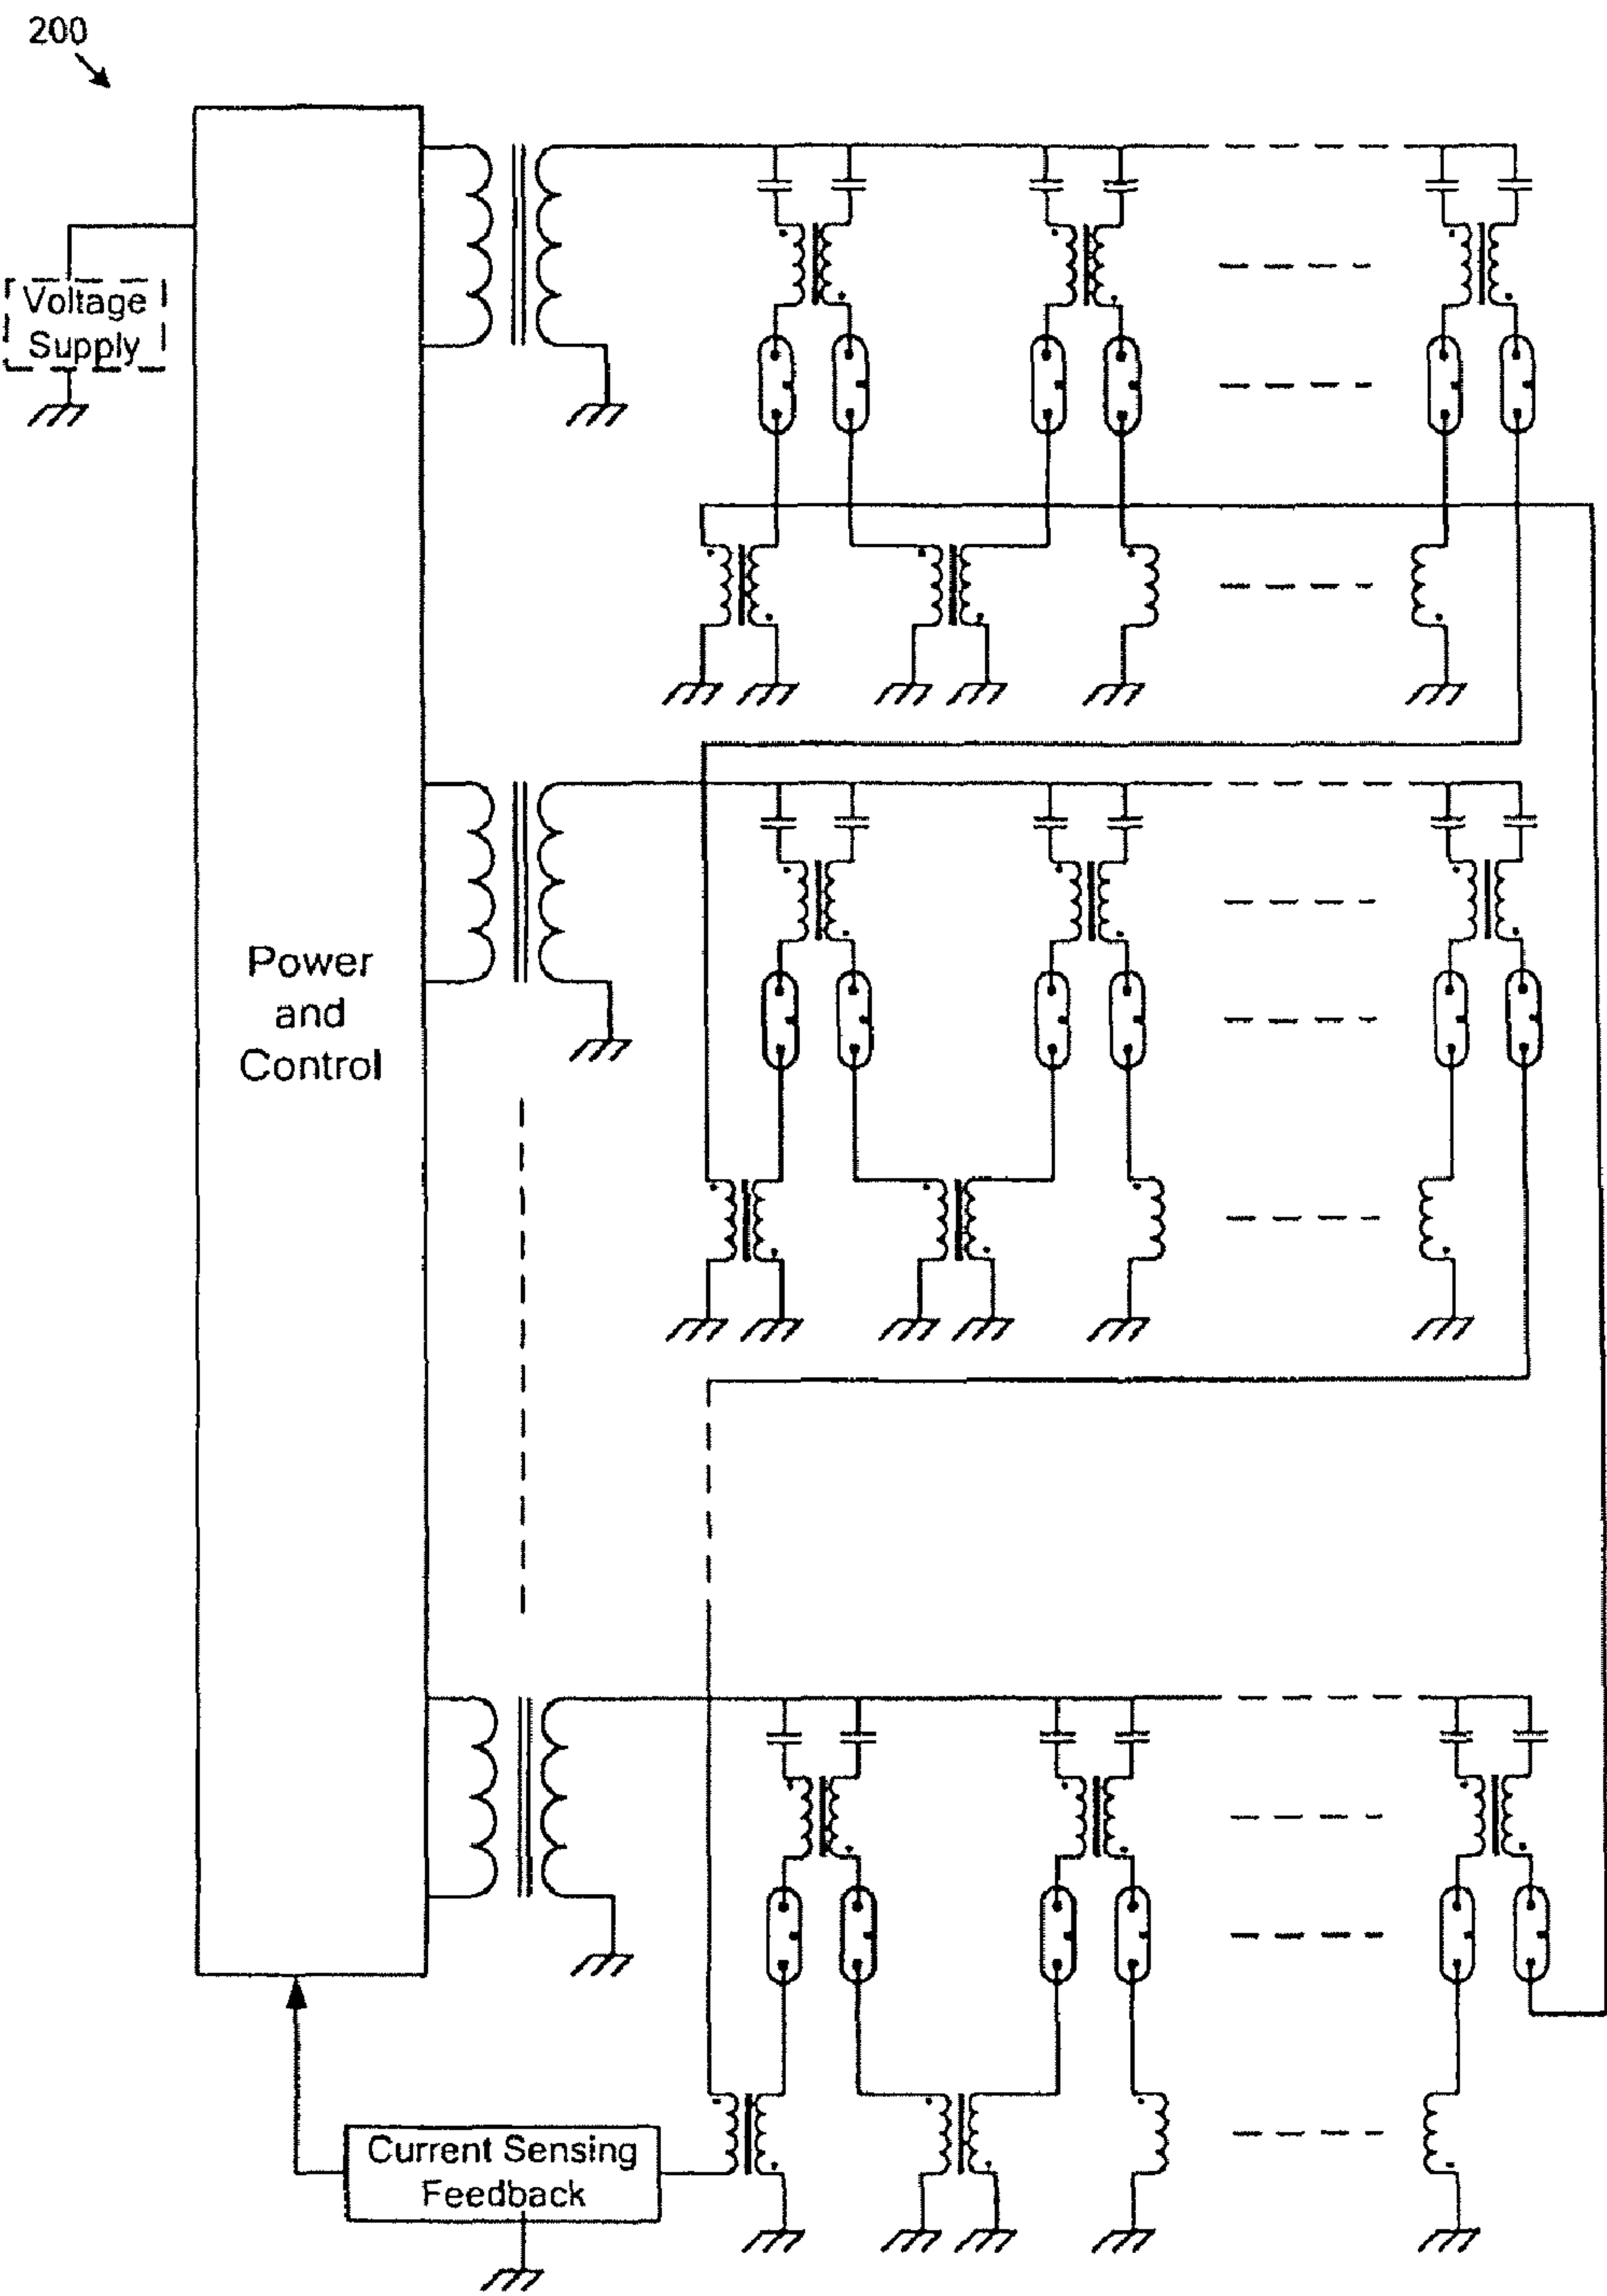 200
Voltage
Supply
Power
and
Control
Current Sensing
Feedback